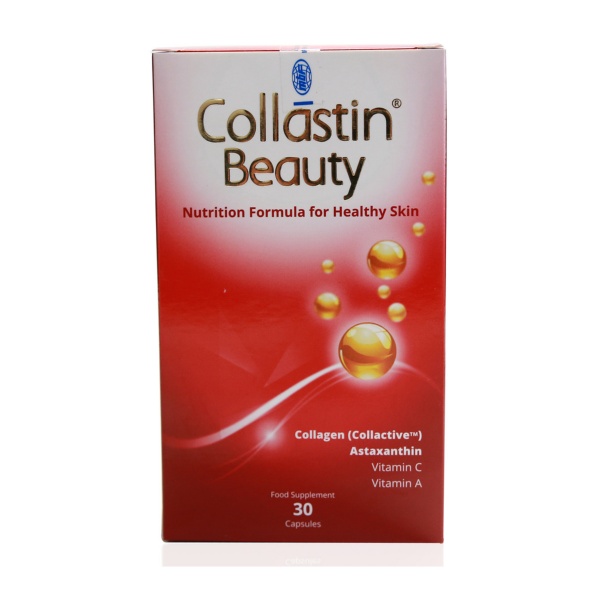 Collastin®
Beauty
Nutrition Formula for Healthy Skin
Collagen (Collactive™)
Astaxanthin
Vitamin C
Vitamin A
Food Supplement
30
Capsules